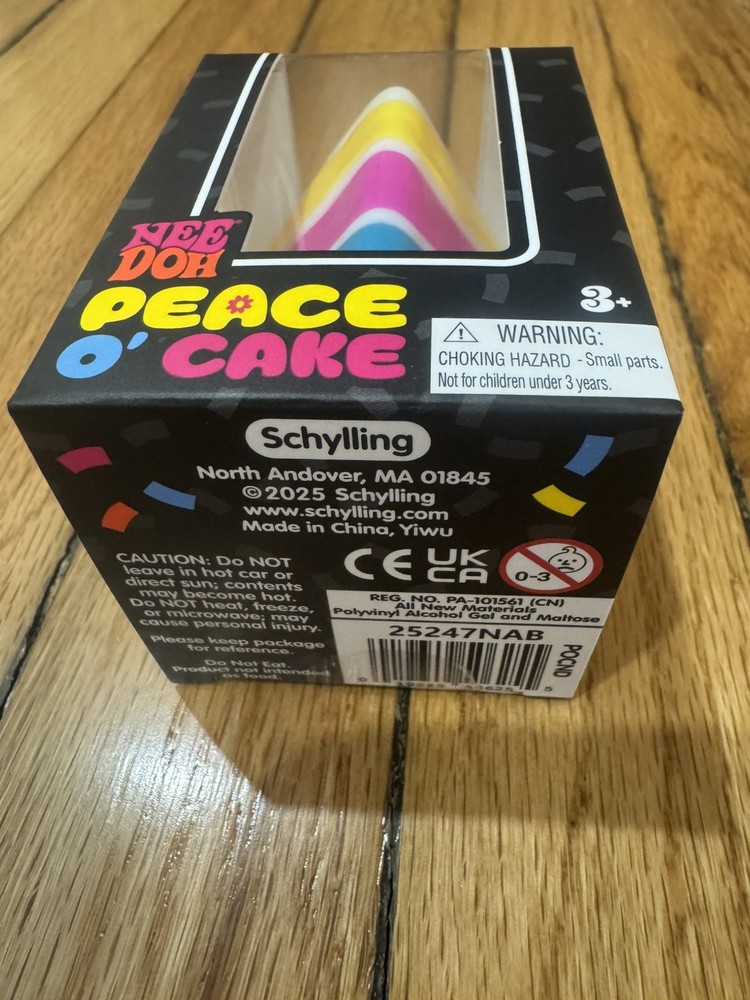 NEE
DOH
PEACE
O' CAKE
3+
WARNING:
CHOKING HAZARD - Small parts.
Not for children under 3 years.
Schylling
North Andover, MA 01845
©2025 Schylling
www.schylling.com
Made in China, Yiwu
CAUTION: Do NOT
leave in hot car or
direct sun; contents
may become hot.
Do NOT heat, freeze,
or microwave; may
cause personal injury.
Please keep package
for reference.
Do Not Eat.
Product not intended
as food.
CE UK
CA
0-3
REG. NO. PA-101561 (CN)
All New Materials
Polyvinyl Alcohol Gel and Maltose
25247NAB
POCND
0
5